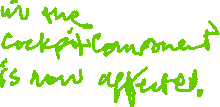 in the
CockpitComponent
is now affected.